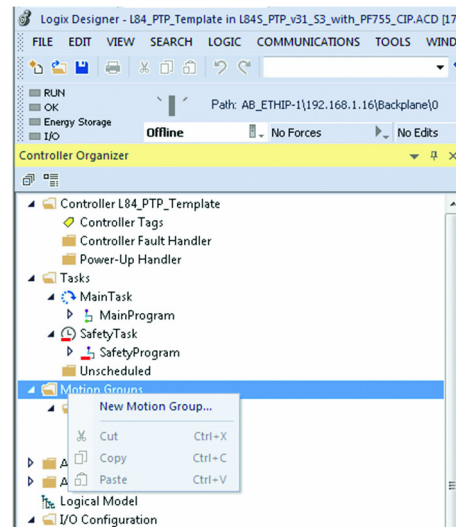 Logix Designer - L84_PTP_Template in L84S_PTP_v31_S3_with_PF755_CIP.ACD [17
FILE EDIT VIEW SEARCH LOGIC COMMUNICATIONS TOOLS WIND
RUN
OK
Energy Storage
I/O
Path: AB_ETHIP-1\192.168.1.16\Backplane\0
Offline No Forces No Edits
Controller Organizer
Controller L84_PTP_Template
Controller Tags
Controller Fault Handler
Power-Up Handler
Tasks
MainTask
MainProgram
SafetyTask
SafetyProgram
Unscheduled
Motion Groups
New Motion Group...
Cut Ctrl+X
Copy Ctrl+C
A
Paste Ctrl+V
A
Logical Model
I/O Configuration